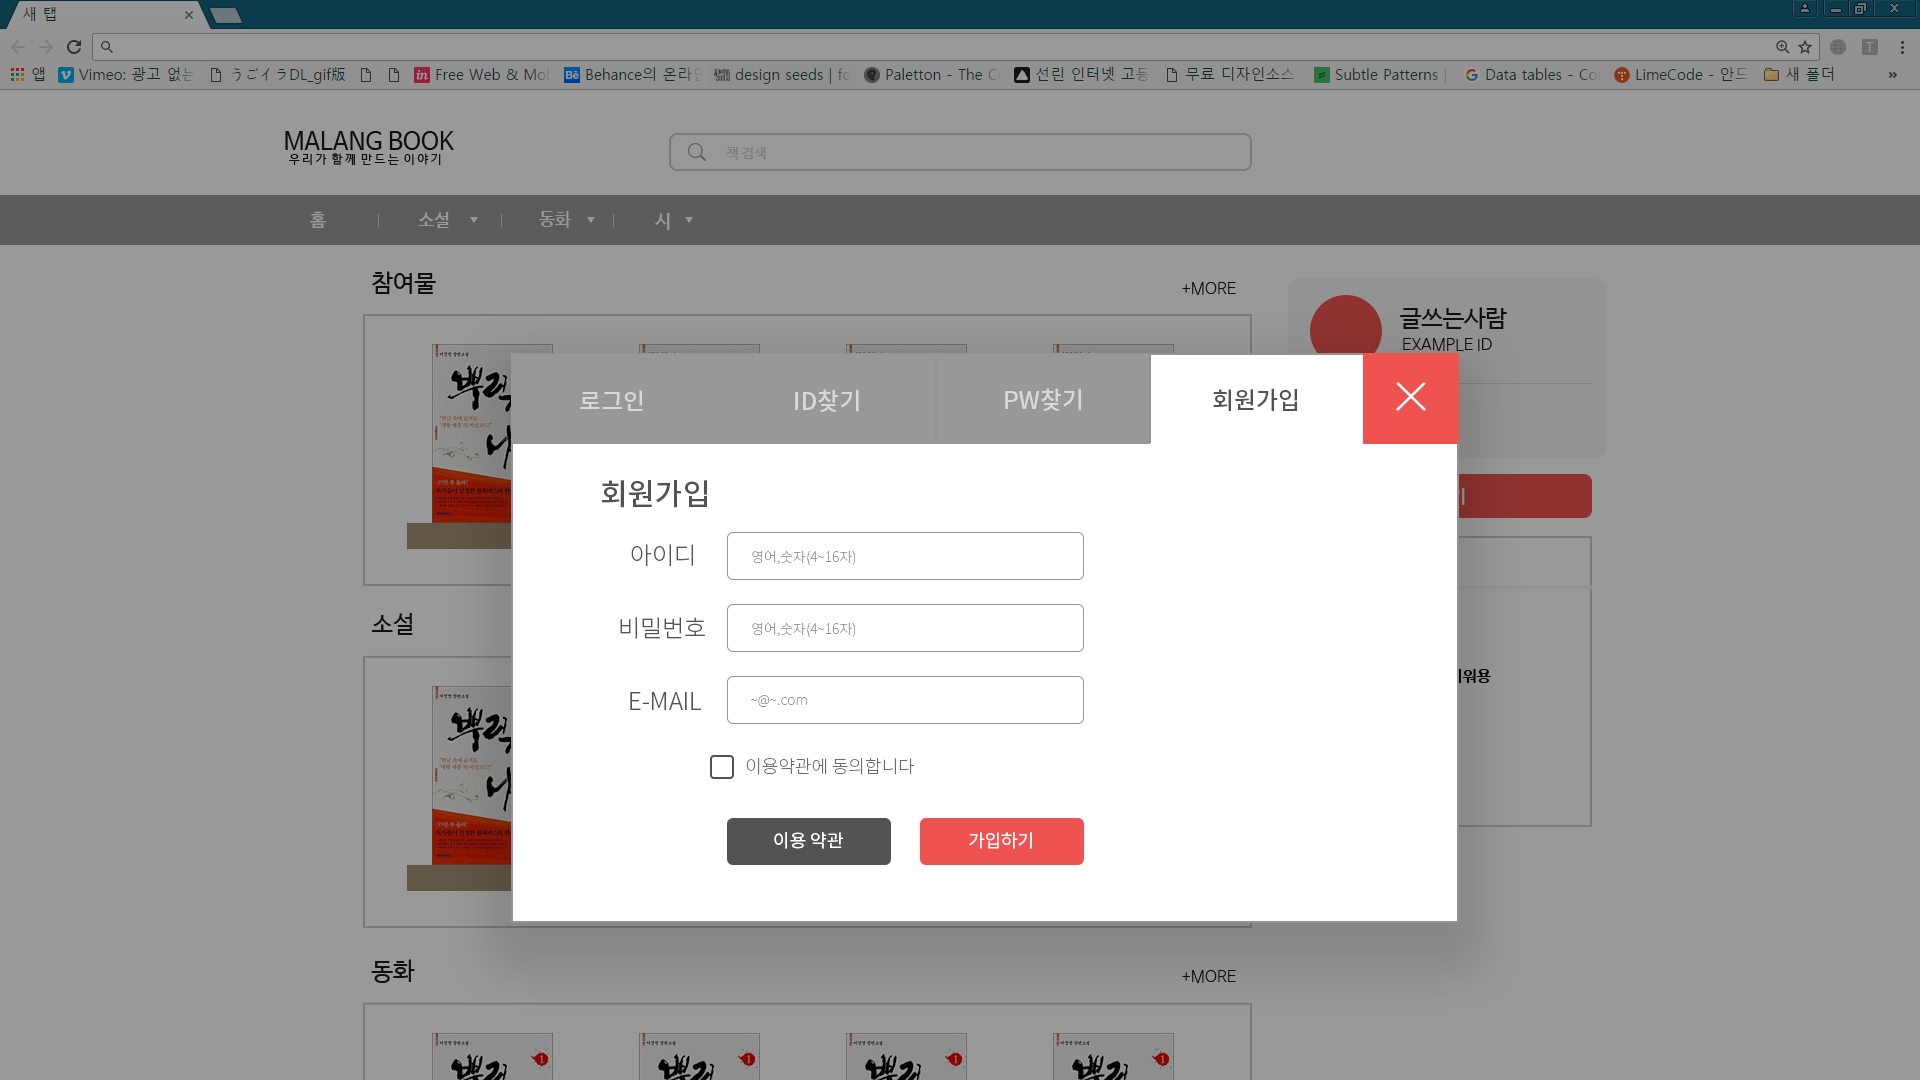 새 탭
앱
Vimeo: 광고 없는
うごイラDL_gif版
Free Web & Mo
Behance의 온라인
design seeds | fo
Paletton - The C
선린 인터넷 고등
무료 디자인소스
Subtle Patterns |
Data tables - Co
LimeCode - 안드
새 폴더
»
MALANG BOOK
우리가 함께 만드는 이야기
책 검색
홈
소설
동화
시
참여물
+MORE
글쓰는사람
EXAMPLE ID
로그인
ID찾기
PW찾기
회원가입
회원가입
아이디
영어,숫자(4~16자)
비밀번호
영어,숫자(4~16자)
E-MAIL
~@~.com
이용약관에 동의합니다
이용 약관
가입하기
소설
동화
+MORE